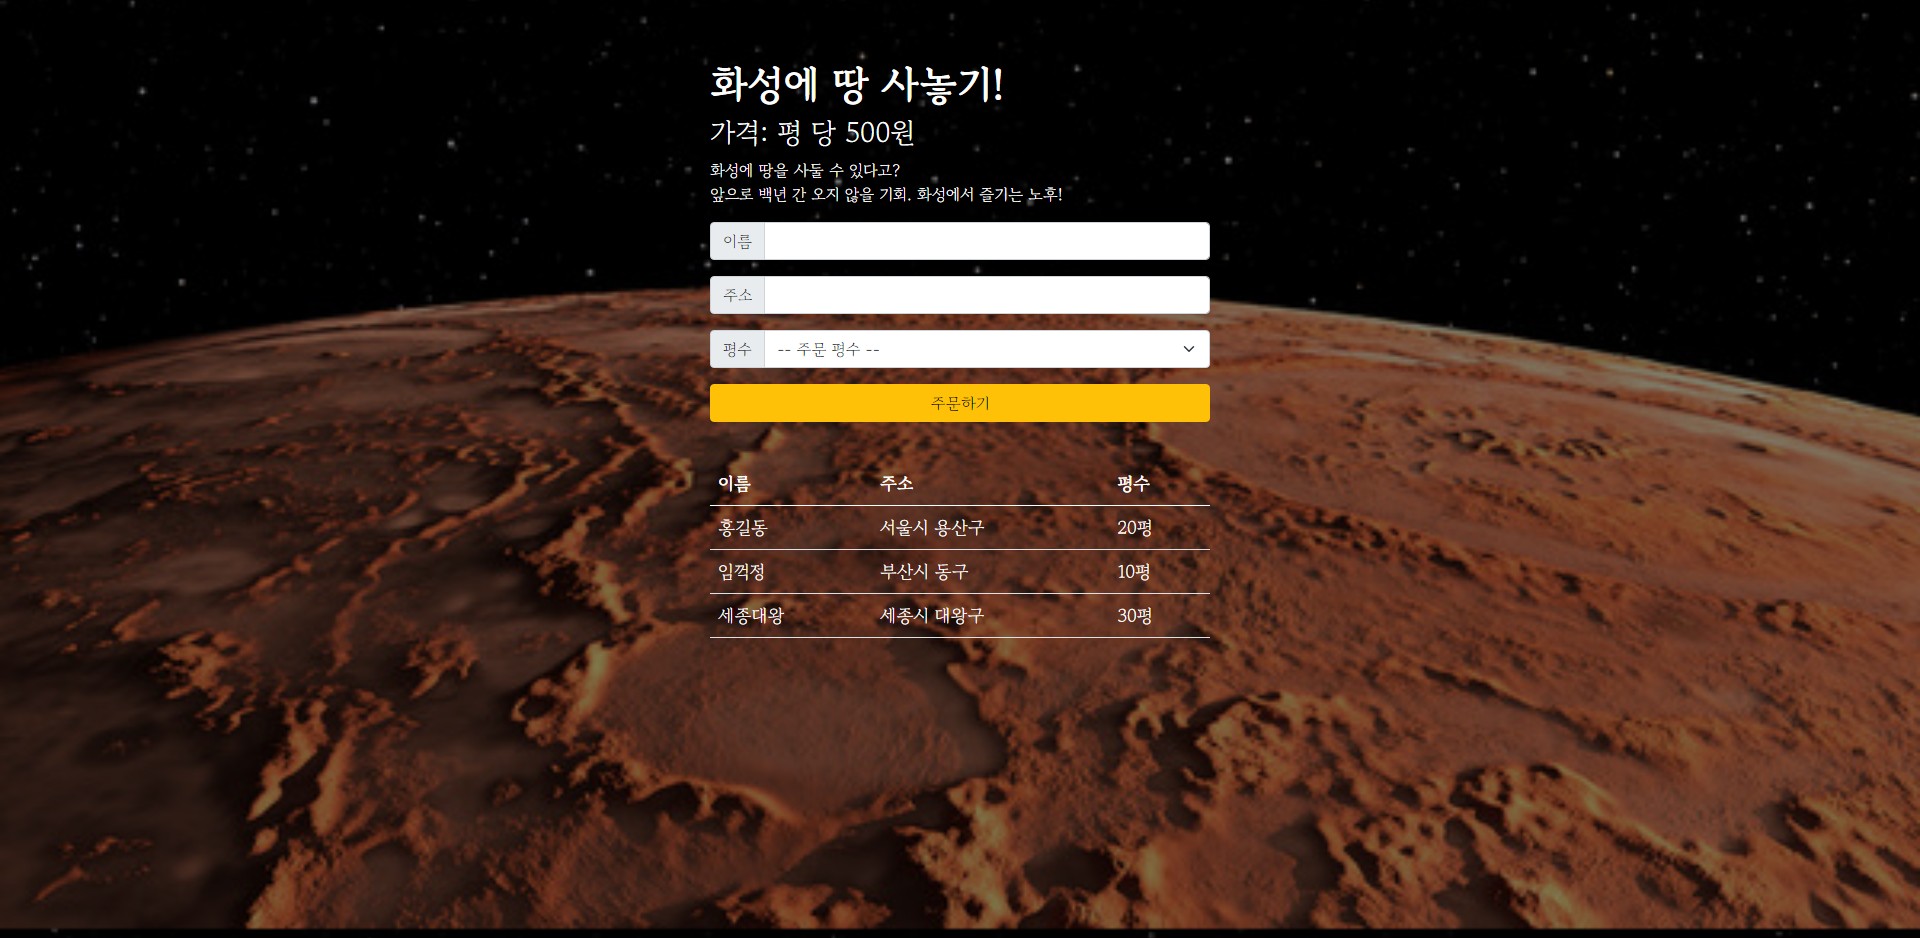 화성에 땅 사놓기!
가격: 평 당 500원
화성에 땅을 사둘 수 있다고?
앞으로 백년 간 오지 않을 기회. 화성에서 즐기는 노후!
이름
주소
평수 -- 주문 평수 --
주문하기
이름 주소 평수
홍길동 서울시 용산구 20평
임꺽정 부산시 동구 10평
세종대왕 세종시 대왕구 30평